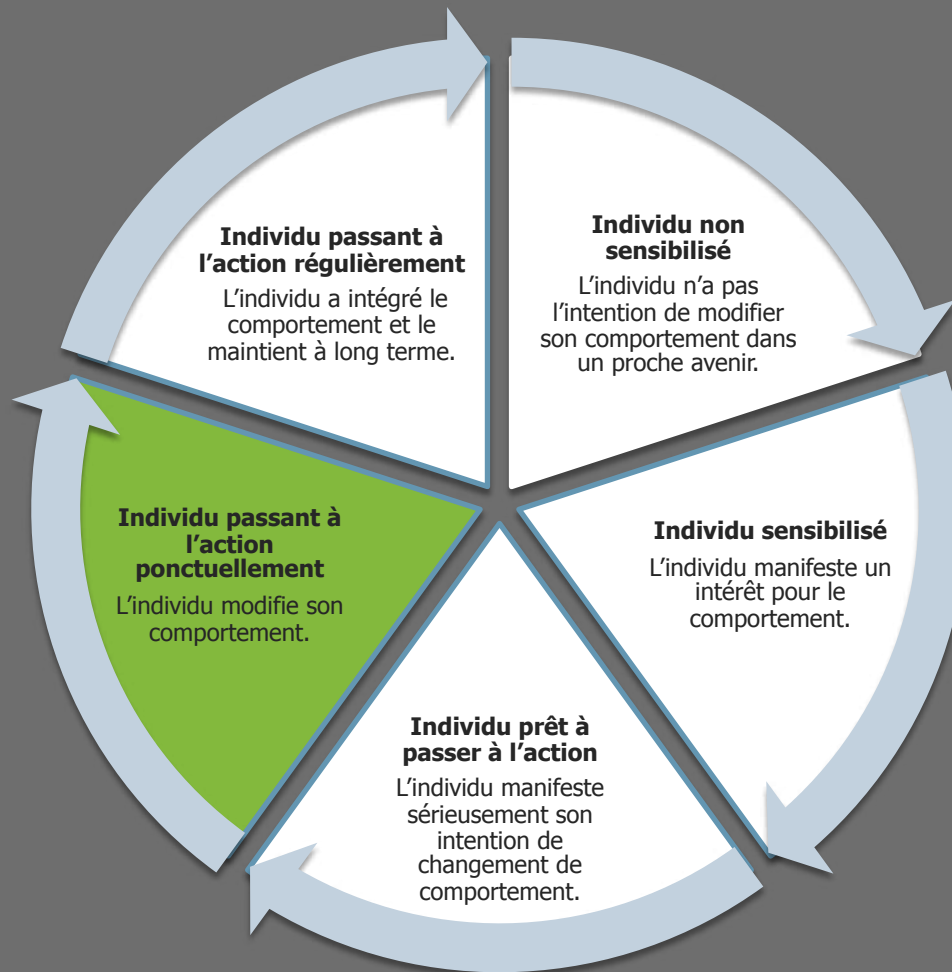 Individu non
sensibilisé
L’individu n’a pas
l’intention de modifier
son comportement dans
un proche avenir.
Individu sensibilisé
L’individu manifeste un
intérêt pour le
comportement.
Individu prêt à
passer à l’action
L’individu manifeste
sérieusement son
intention de
changement de
comportement.
Individu passant à
l’action
ponctuellement
L’individu modifie son
comportement.
Individu passant à
l’action régulièrement
L’individu a intégré le
comportement et le
maintient à long terme.